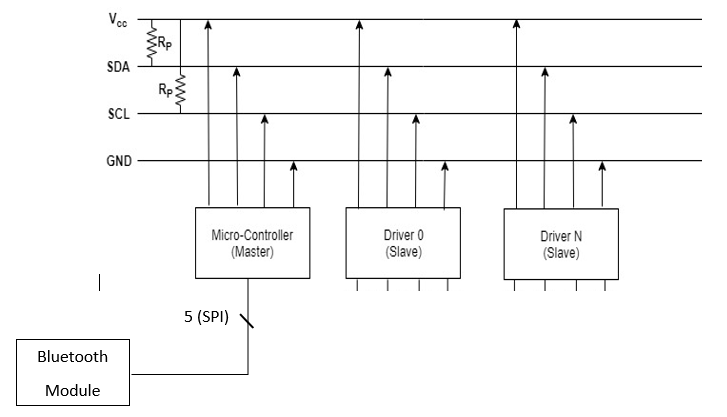 Vcc
RP
SDA
RP
SCL
GND
Micro-Controller
(Master)
Driver 0
(Slave)
Driver N
(Slave)
5 (SPI)
Bluetooth
Module